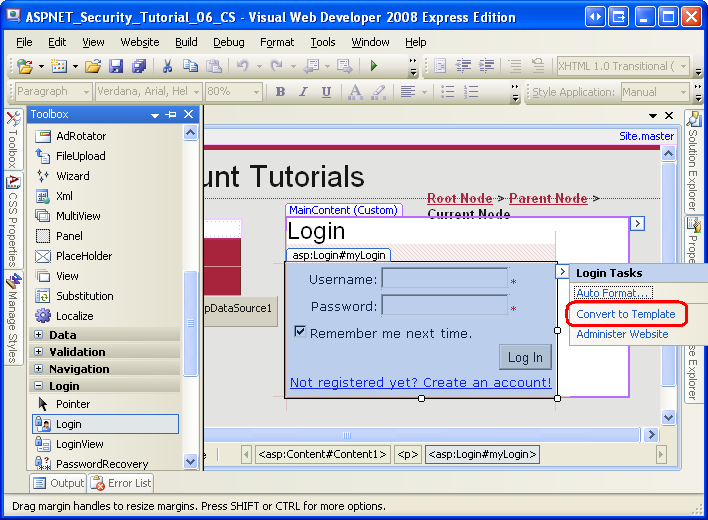 ASPNET_Security_Tutorial_06_CS - Visual Web Developer 2008 Express Edition
File Edit View Website Build Debug Format Tools Window Help
XHTML 1.0 Transitional (
Paragraph Verdana, Arial, Hel 80% B I U A Style Application: Manual
Toolbox
Toolbox
CSS Properties
Manage Styles
AdRotator
FileUpload
Wizard
Xml
MultiView
Panel
PlaceHolder
View
Substitution
Localize
Data
Validation
Navigation
Login
Pointer
Login
LoginView
PasswordRecovery
Site.master
unt Tutorials
Root Node > Parent Node >
Current Node
MainContent (Custom)
Login
asp:Login#myLogin
Username: *
Password: *
Remember me next time.
Log In
Not registered yet? Create an account!
pDataSource1
Login Tasks
Auto Format...
Convert to Template
Administer Website
Solution Explorer
Prope
se Explorer
<asp:Content#Content1> <p> <asp:Login#myLogin>
Output Error List
Drag margin handles to resize margins. Press SHIFT or CTRL for more options.